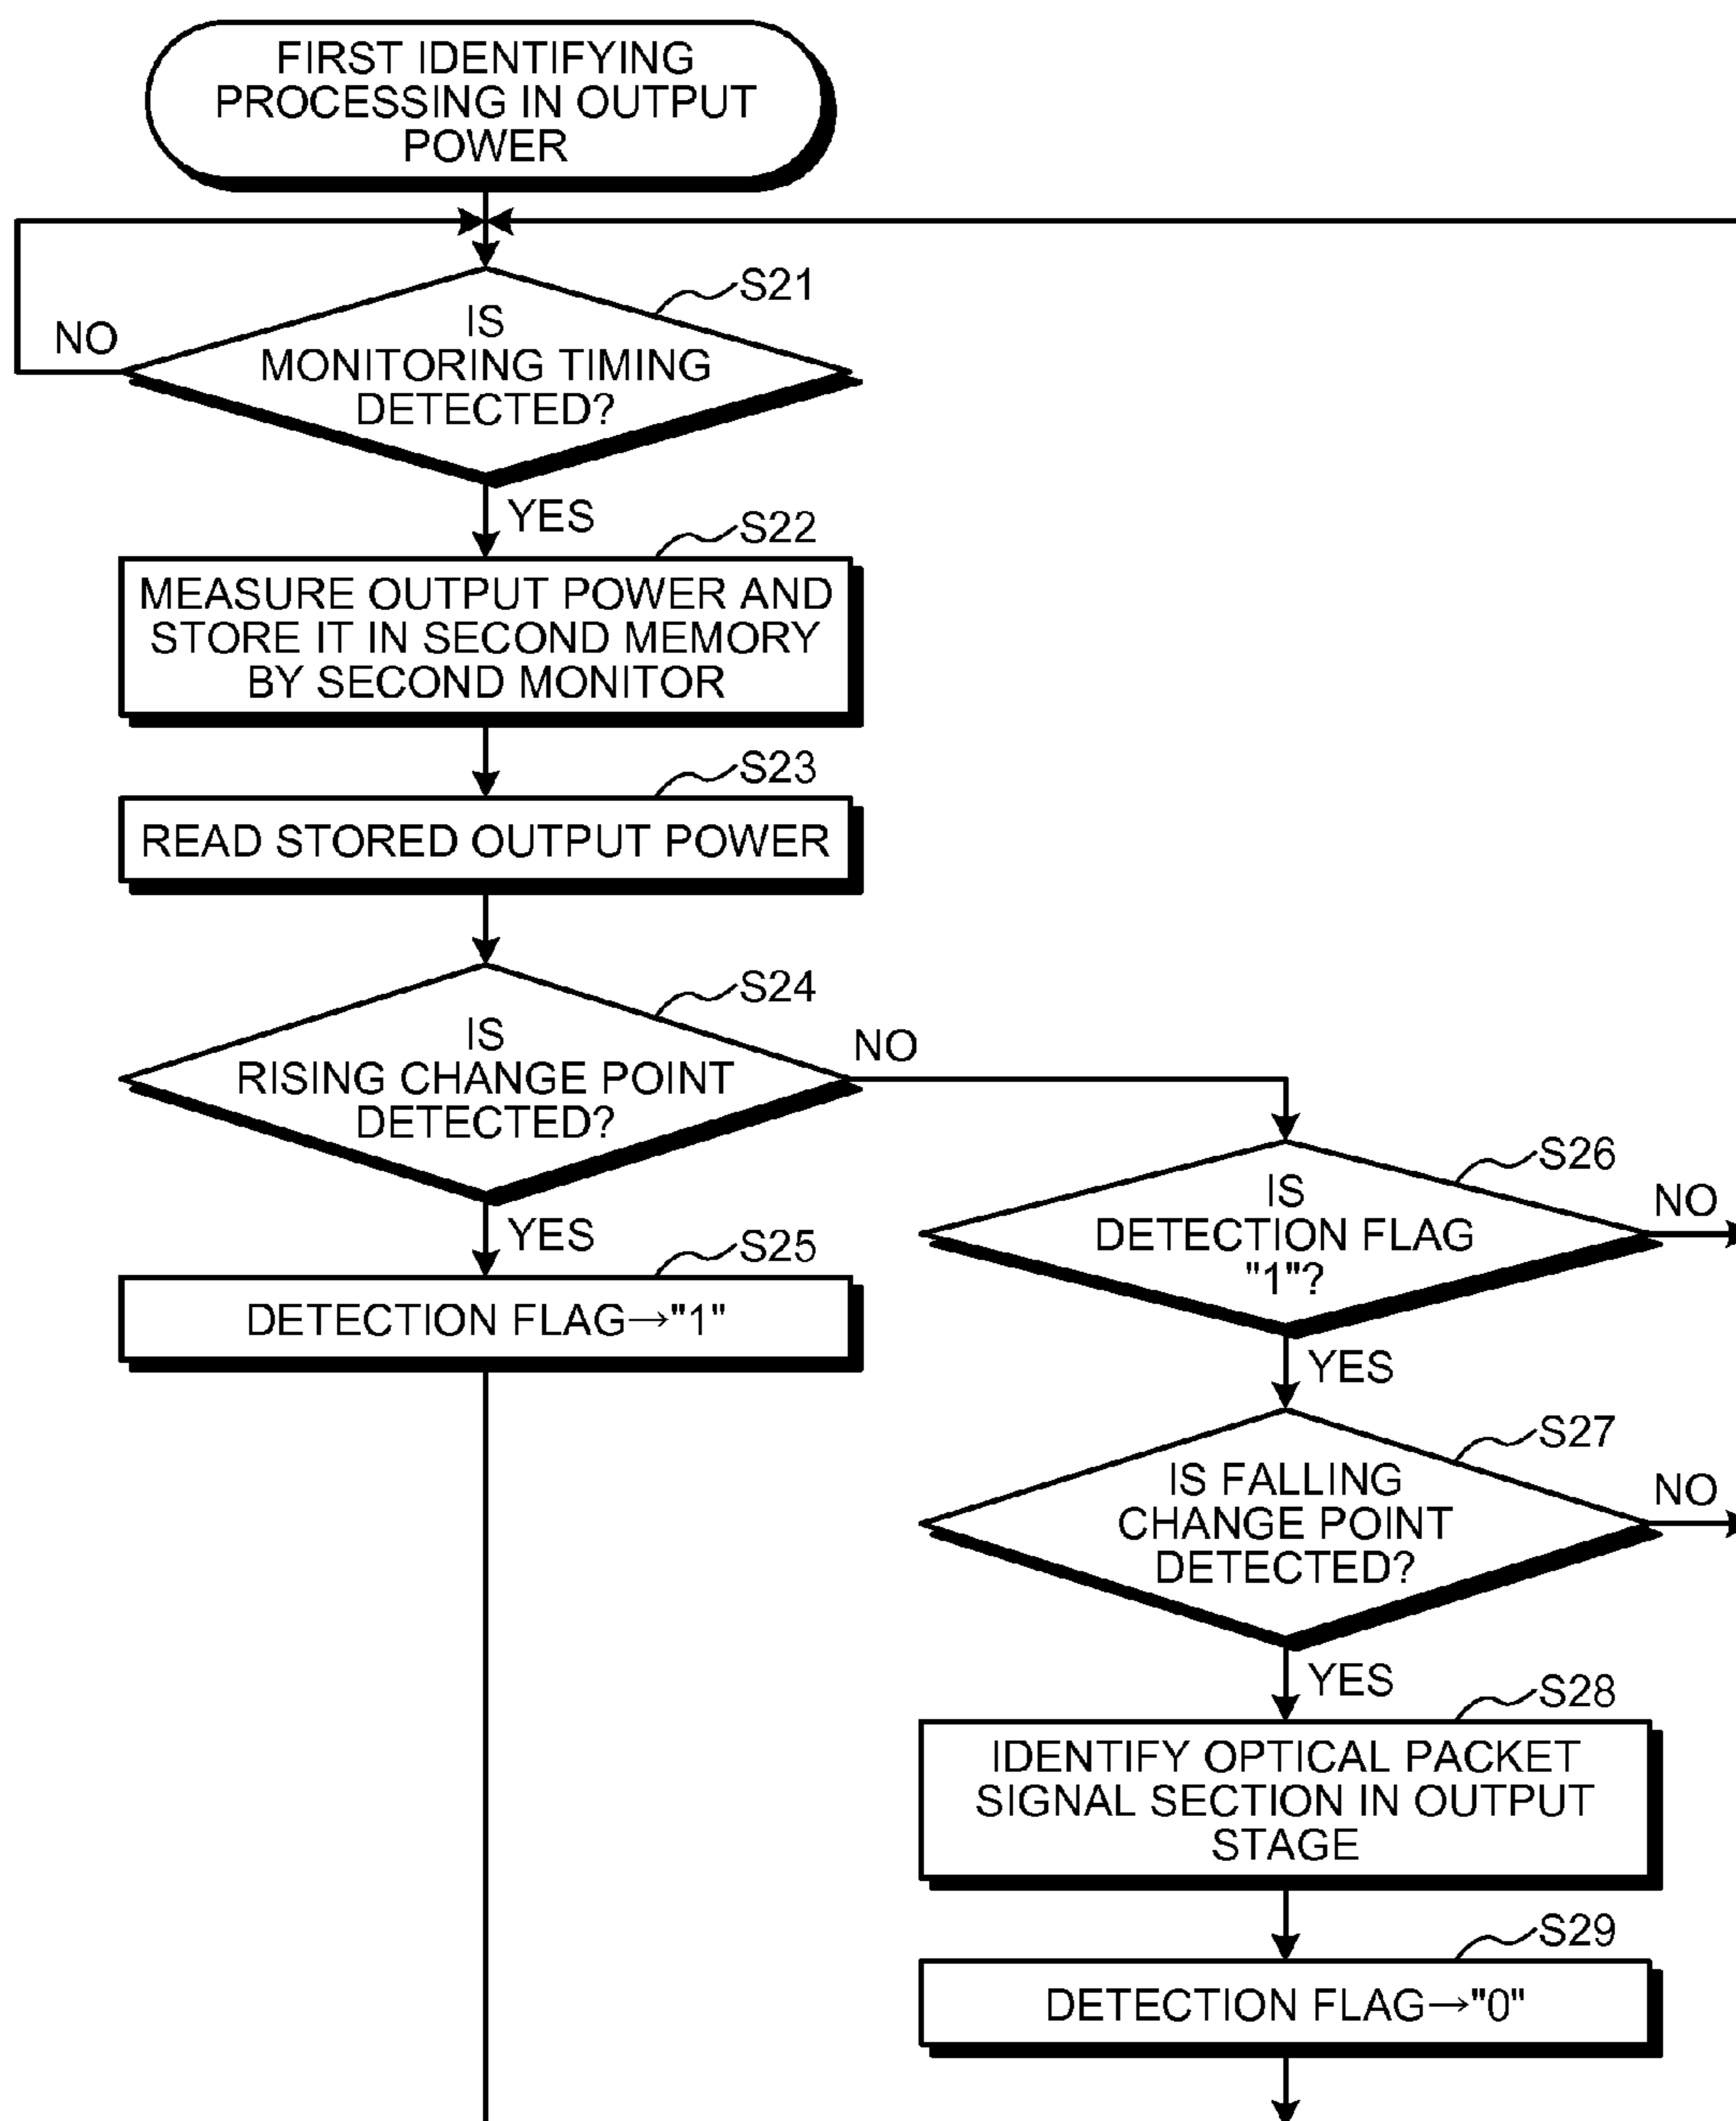 FIRST IDENTIFYING
PROCESSING IN OUTPUT
POWER
S21
IS
MONITORING TIMING
DETECTED?
NO
YES
S22
MEASURE OUTPUT POWER AND
STORE IT IN SECOND MEMORY
BY SECOND MONITOR
S23
READ STORED OUTPUT POWER
S24
IS
RISING CHANGE POINT
DETECTED?
NO
YES
S25
DETECTION FLAG→"1"
S26
IS
DETECTION FLAG
"1"?
NO
YES
S27
IS FALLING
CHANGE POINT
DETECTED?
NO
YES
S28
IDENTIFY OPTICAL PACKET
SIGNAL SECTION IN OUTPUT
STAGE
S29
DETECTION FLAG→"0"